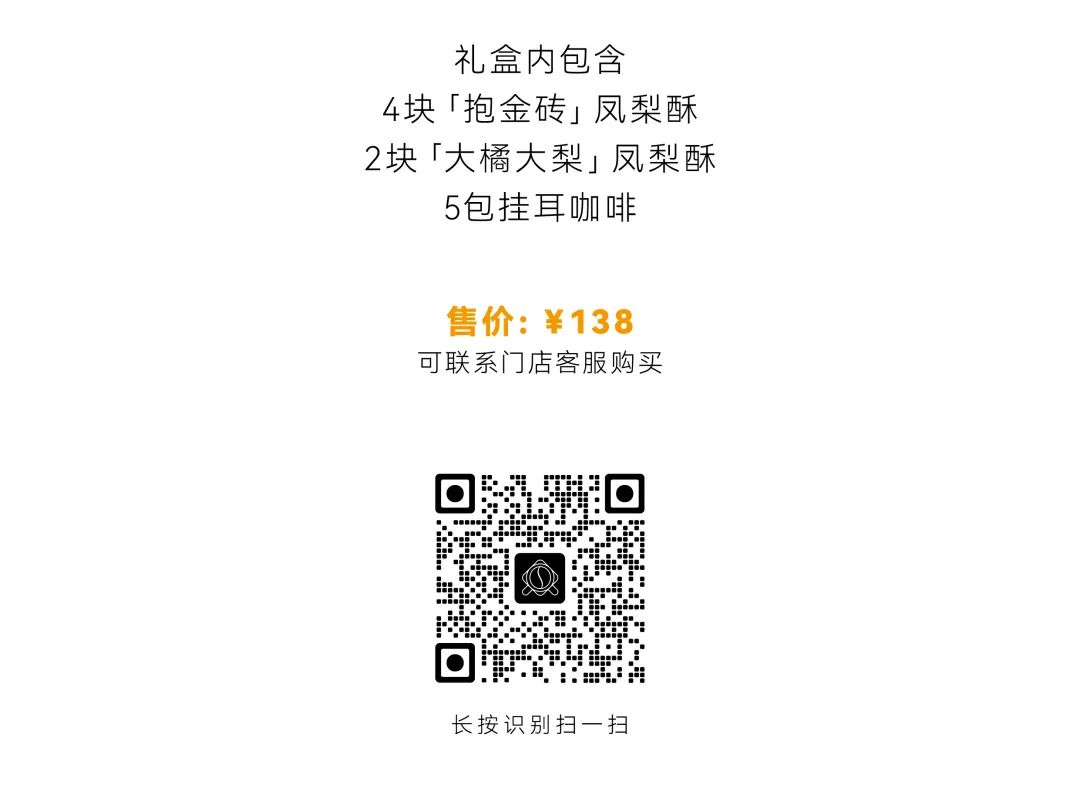 礼盒内包含
4块「抱金砖」凤梨酥
2块「大橘大梨」凤梨酥
5包挂耳咖啡
售价: ¥138
可联系门店客服购买
长按识别扫一扫